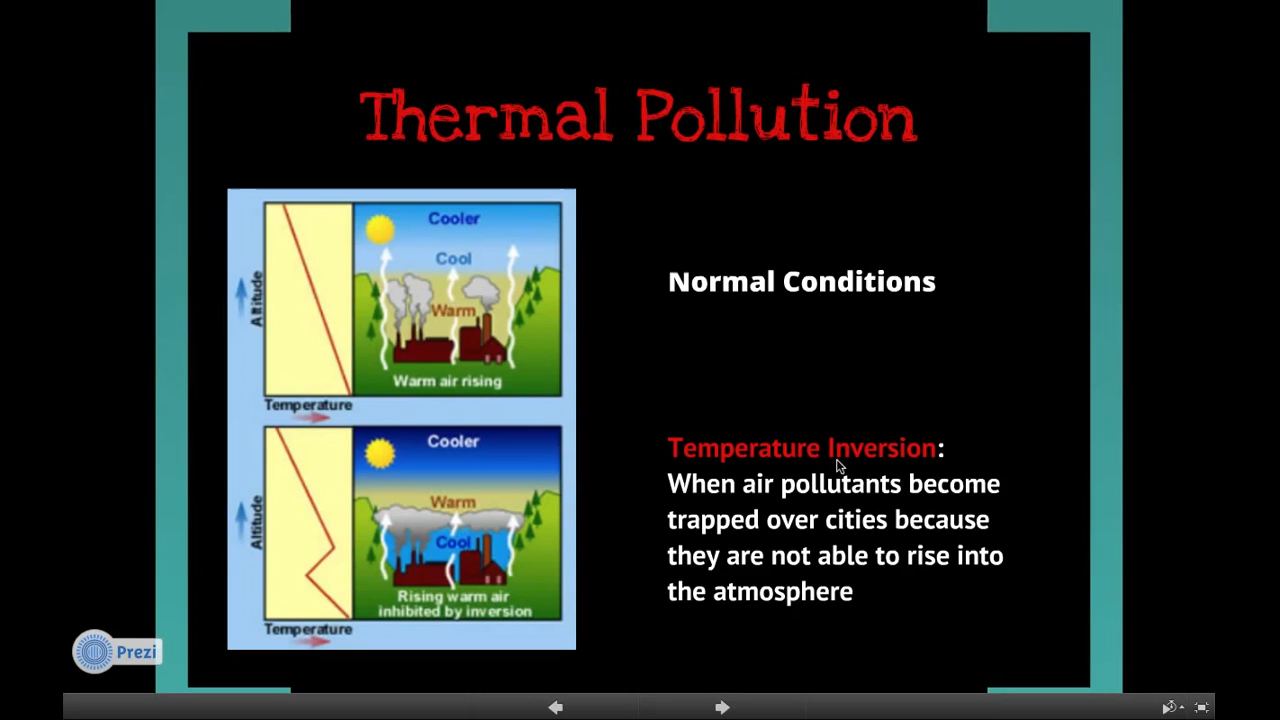 Thermal Pollution
Cooler
Cool
Warm
Warm air rising
Altitude
Temperature
Normal Conditions
Cooler
Warm
Cool
Rising warm air
inhibited by inversion
Altitude
Temperature
Temperature Inversion:
When air pollutants become
trapped over cities because
they are not able to rise into
the atmosphere
Prezi